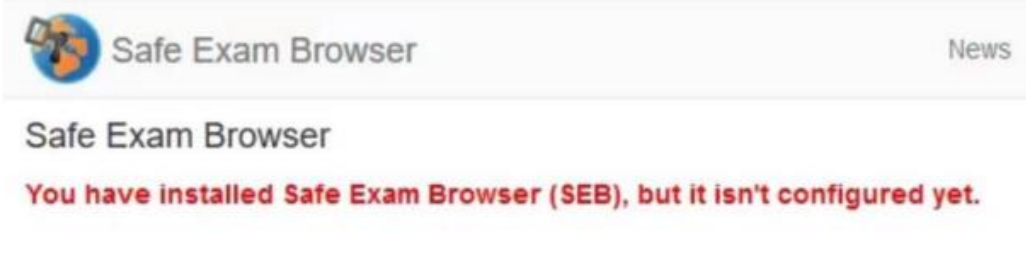 Safe Exam Browser
News
Safe Exam Browser
You have installed Safe Exam Browser (SEB), but it isn't configured yet.